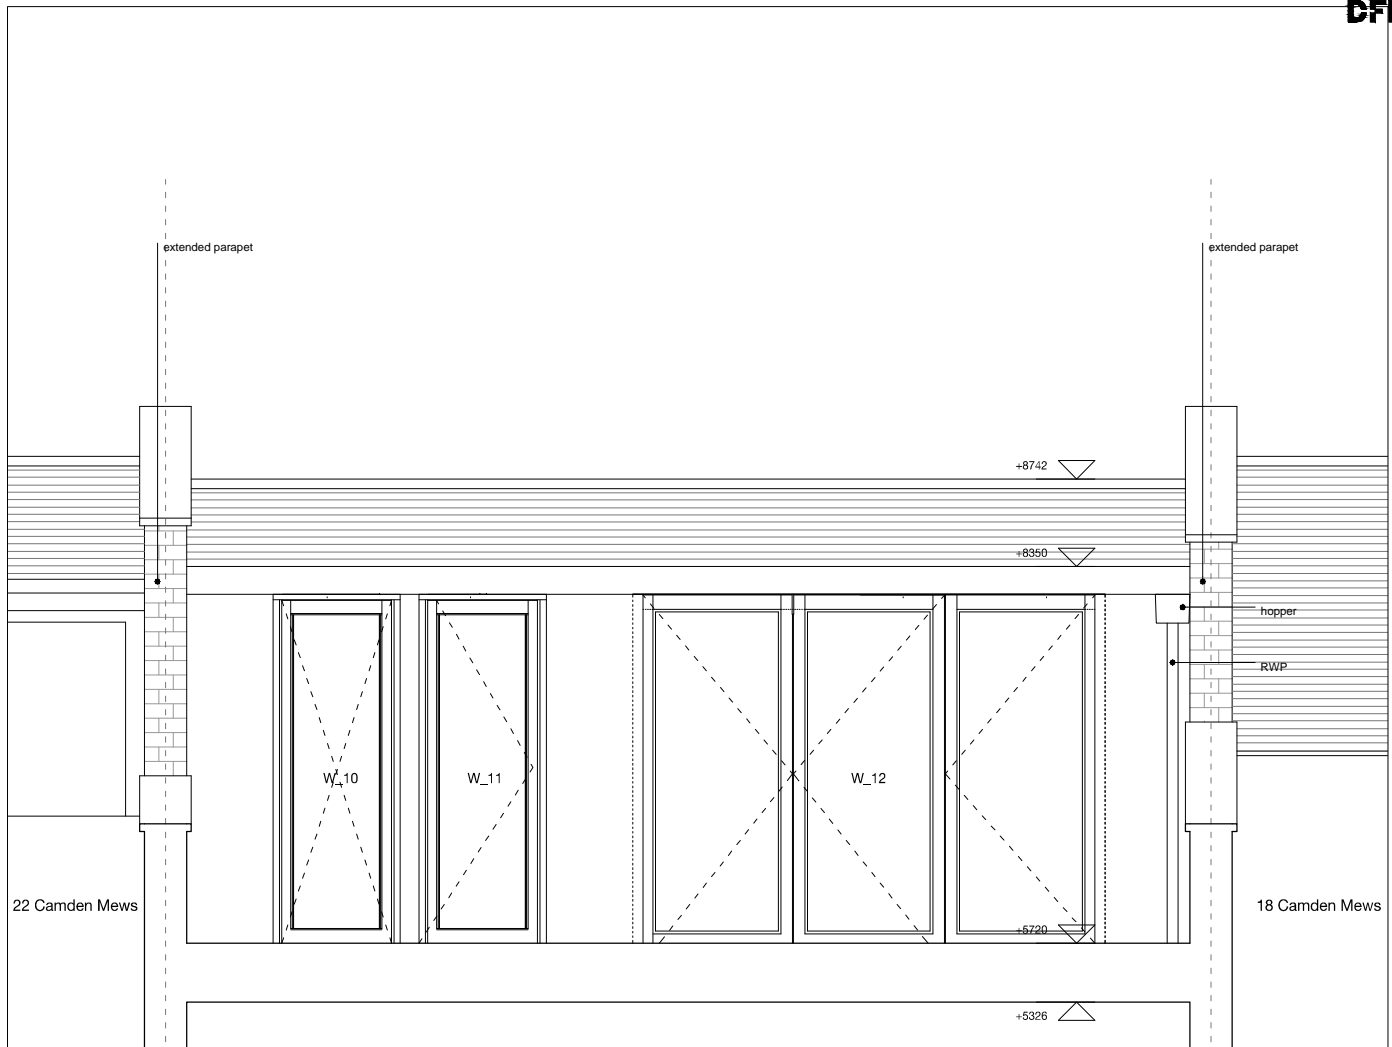 extended parapet
extended parapet
+8742
+8350
hopper
RWP
W_10
W_11
W_12
22 Camden Mews
18 Camden Mews
+5720
+5326